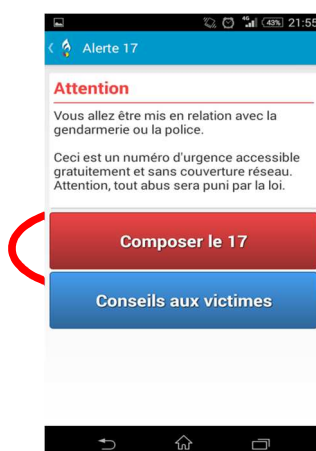 4G 43% 21:55
Alerte 17
Attention
Vous allez être mis en relation avec la
gendarmerie ou la police.
Ceci est un numéro d'urgence accessible
gratuitement et sans couverture réseau.
Attention, tout abus sera puni par la loi.
Composer le 17
Conseils aux victimes